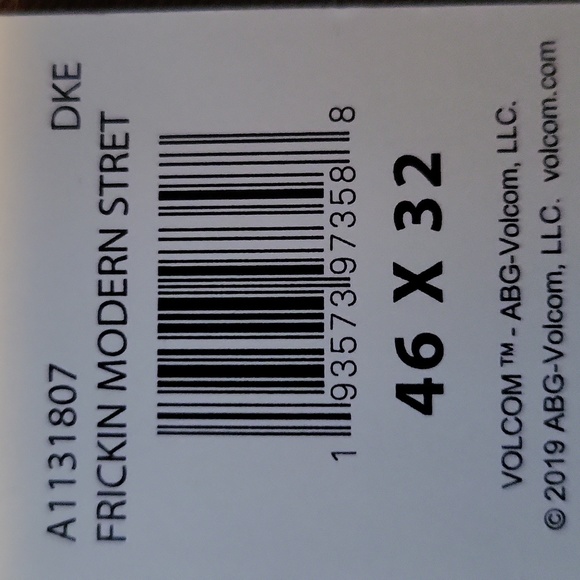 A1131807 DKE
FRICKIN MODERN STRET
1 93573 97358 8
46 X 32
VOLCOM™ - ABG-Volcom, LLC.
© 2019 ABG-Volcom, LLC. volcom.com